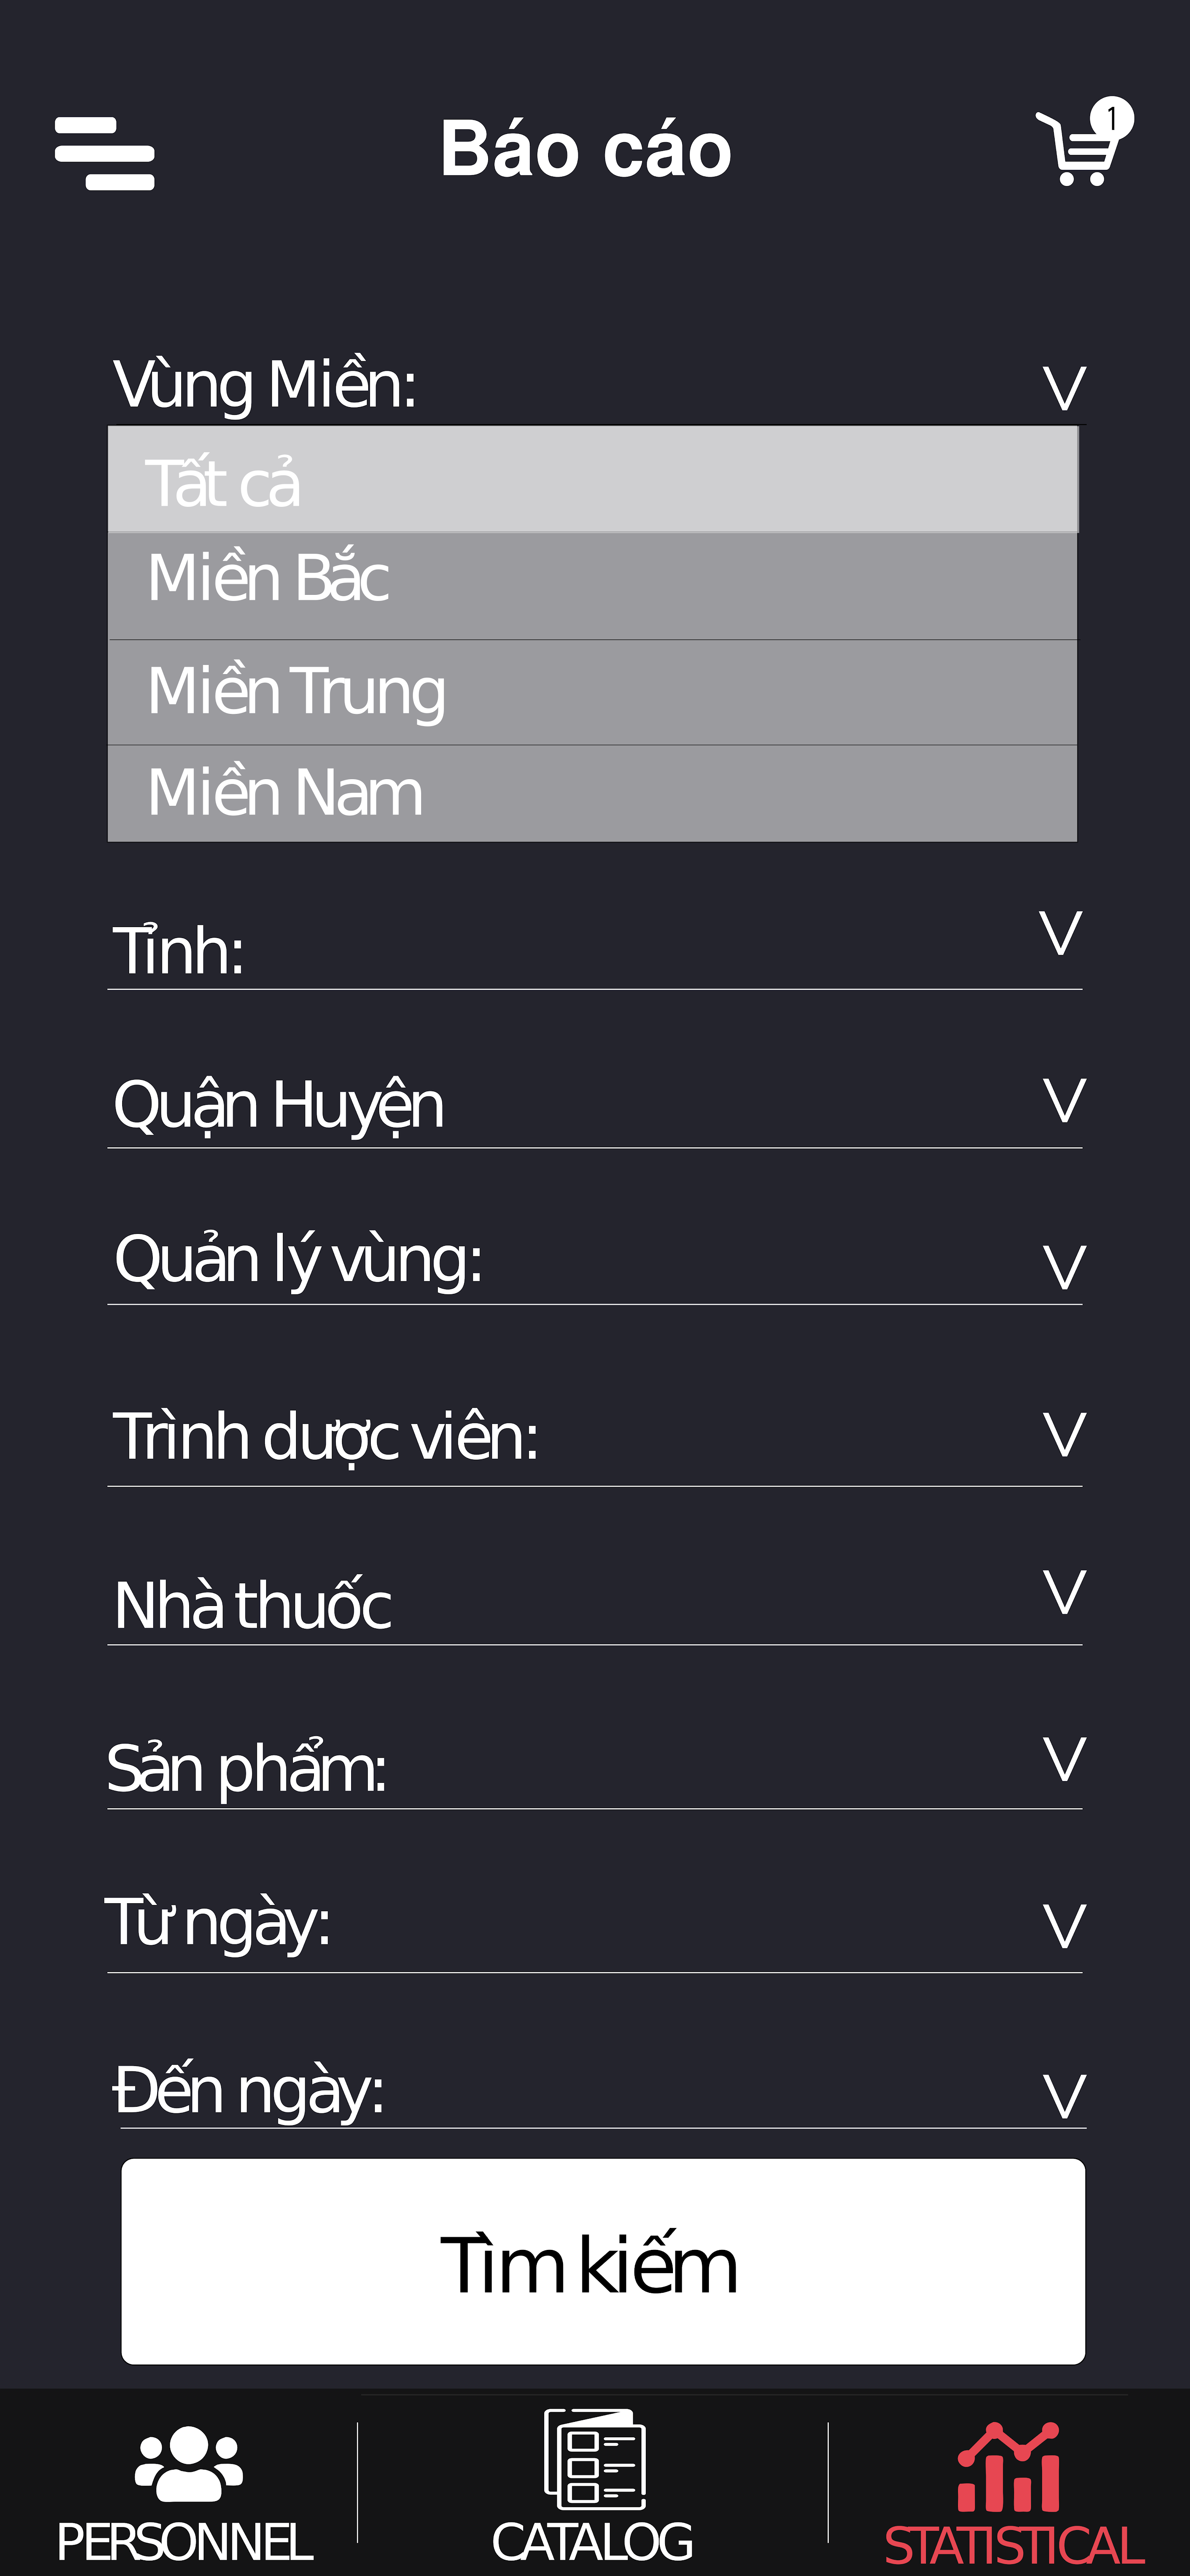 Báo cáo
1
Vùng Miền:
V
Tất cả
Miền Bắc
Miền Trung
Miền Nam
Tỉnh:
V
Quận Huyện
V
Quản lý vùng:
V
Trình dược viên:
V
Nhà thuốc
V
Sản phẩm:
V
Từ ngày:
V
Đến ngày:
V
Tìm kiếm
PERSONNEL
CATALOG
STATISTICAL